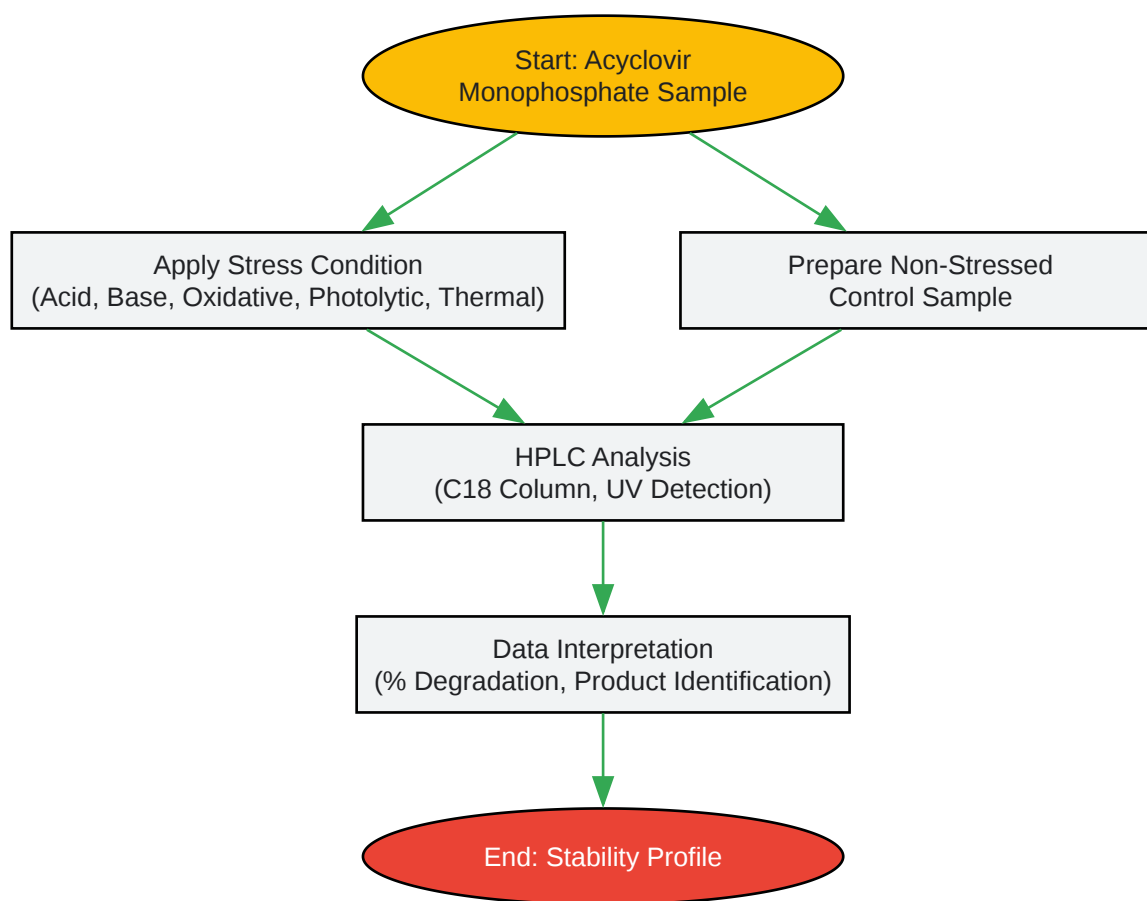 Start: Acyclovir
Monophosphate Sample
Apply Stress Condition
(Acid, Base, Oxidative, Photolytic, Thermal)
Prepare Non-Stressed
Control Sample
HPLC Analysis
(C18 Column, UV Detection)
Data Interpretation
(% Degradation, Product Identification)
End: Stability Profile